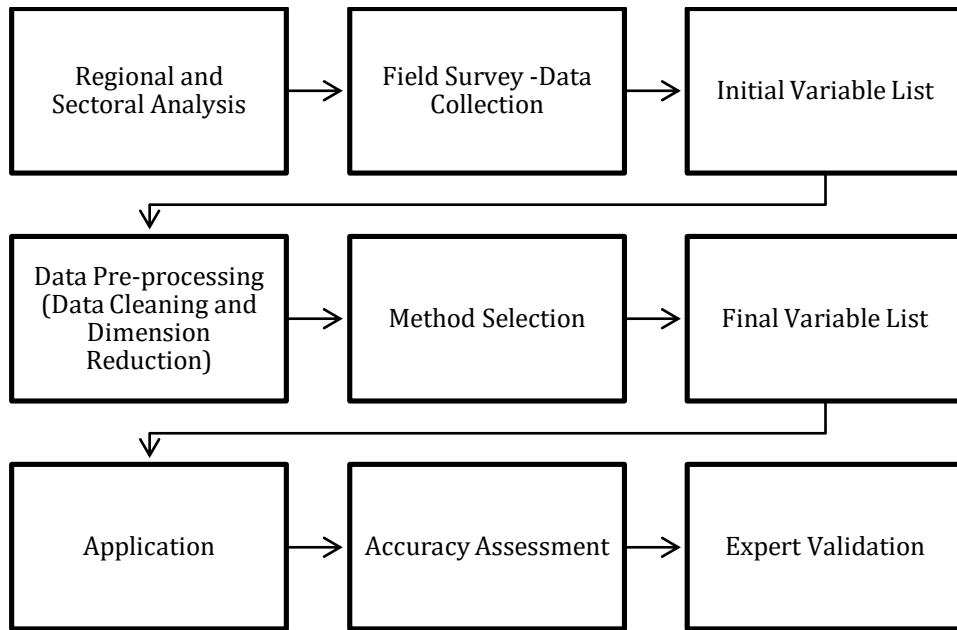 Regional and
Sectoral Analysis
Field Survey -Data
Collection
Initial Variable List
Data Pre-processing
(Data Cleaning and
Dimension
Reduction)
Method Selection
Final Variable List
Application
Accuracy Assessment
Expert Validation